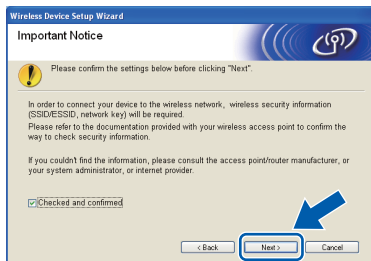 Wireless Device Setup Wizard
Important Notice
Please confirm the settings below before clicking "Next".
In order to connect your device to the wireless network, wireless security information
(SSID/ESSID, network key) will be required.
Please refer to the documentation provided with your wireless access point to confirm the
way to check security information.
If you couldn't find the information, please consult the access point/router manufacturer, or
your system administrator, or internet provider.
Checked and confirmed
< Back Next > Cancel